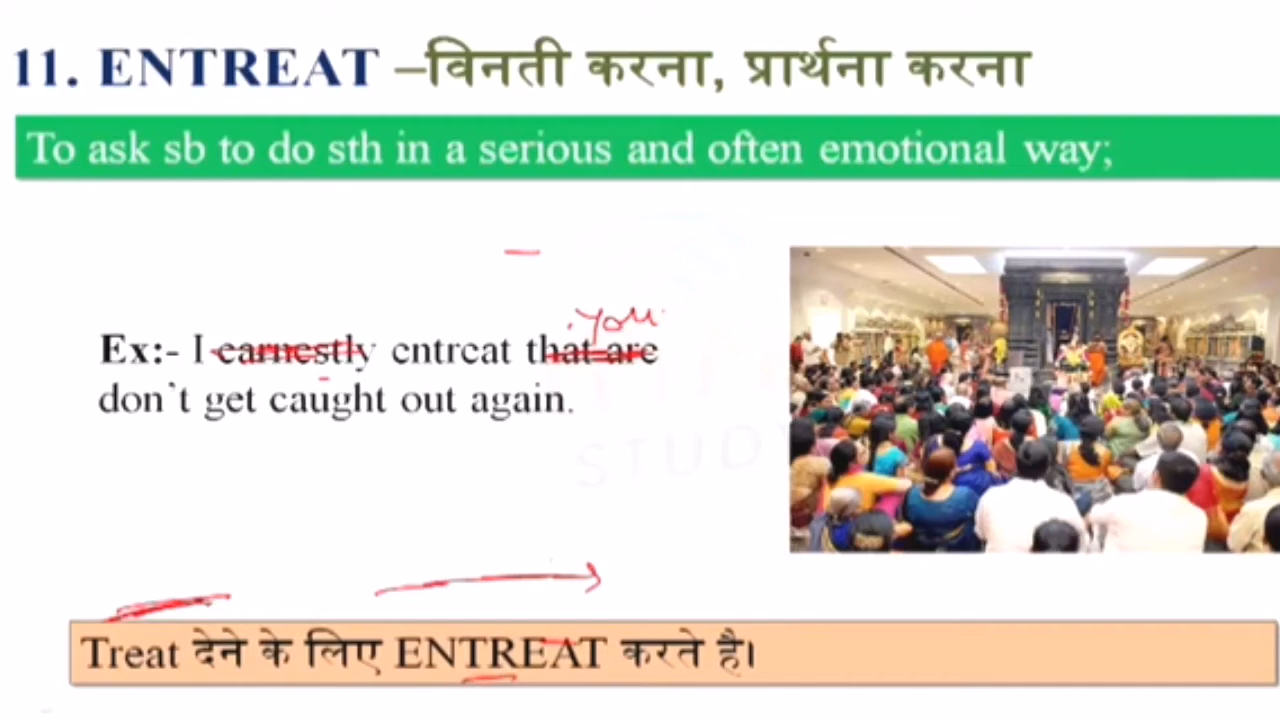 11. ENTREAT –विनती करना, प्रार्थना करना
To ask sb to do sth in a serious and often emotional way;
you
Ex:- I earnestly entreat that are
don't get caught out again.
STUDY
Treat देने के लिए ENTREAT करते है।